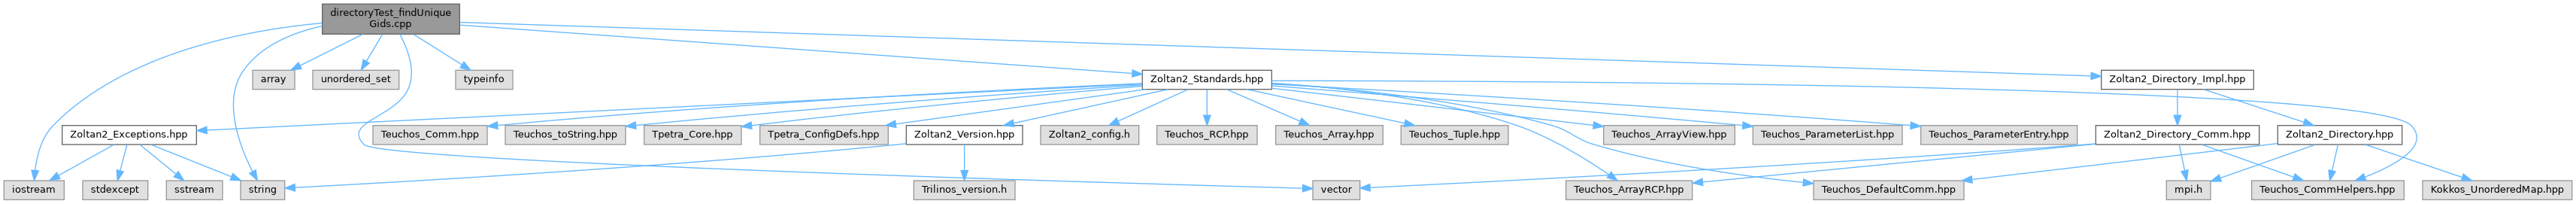 directoryTest_findUnique
Gids.cpp
array
unordered_set
typeinfo
Zoltan2_Standards.hpp
Zoltan2_Directory_Impl.hpp
Zoltan2_Exceptions.hpp
Teuchos_Comm.hpp
Teuchos_toString.hpp
Tpetra_Core.hpp
Tpetra_ConfigDefs.hpp
Zoltan2_Version.hpp
Zoltan2_config.h
Teuchos_RCP.hpp
Teuchos_Array.hpp
Teuchos_Tuple.hpp
Teuchos_ArrayView.hpp
Teuchos_ParameterList.hpp
Teuchos_ParameterEntry.hpp
Zoltan2_Directory_Comm.hpp
Zoltan2_Directory.hpp
iostream
stdexcept
sstream
string
Trilinos_version.h
vector
Teuchos_ArrayRCP.hpp
Teuchos_DefaultComm.hpp
mpi.h
Teuchos_CommHelpers.hpp
Kokkos_UnorderedMap.hpp